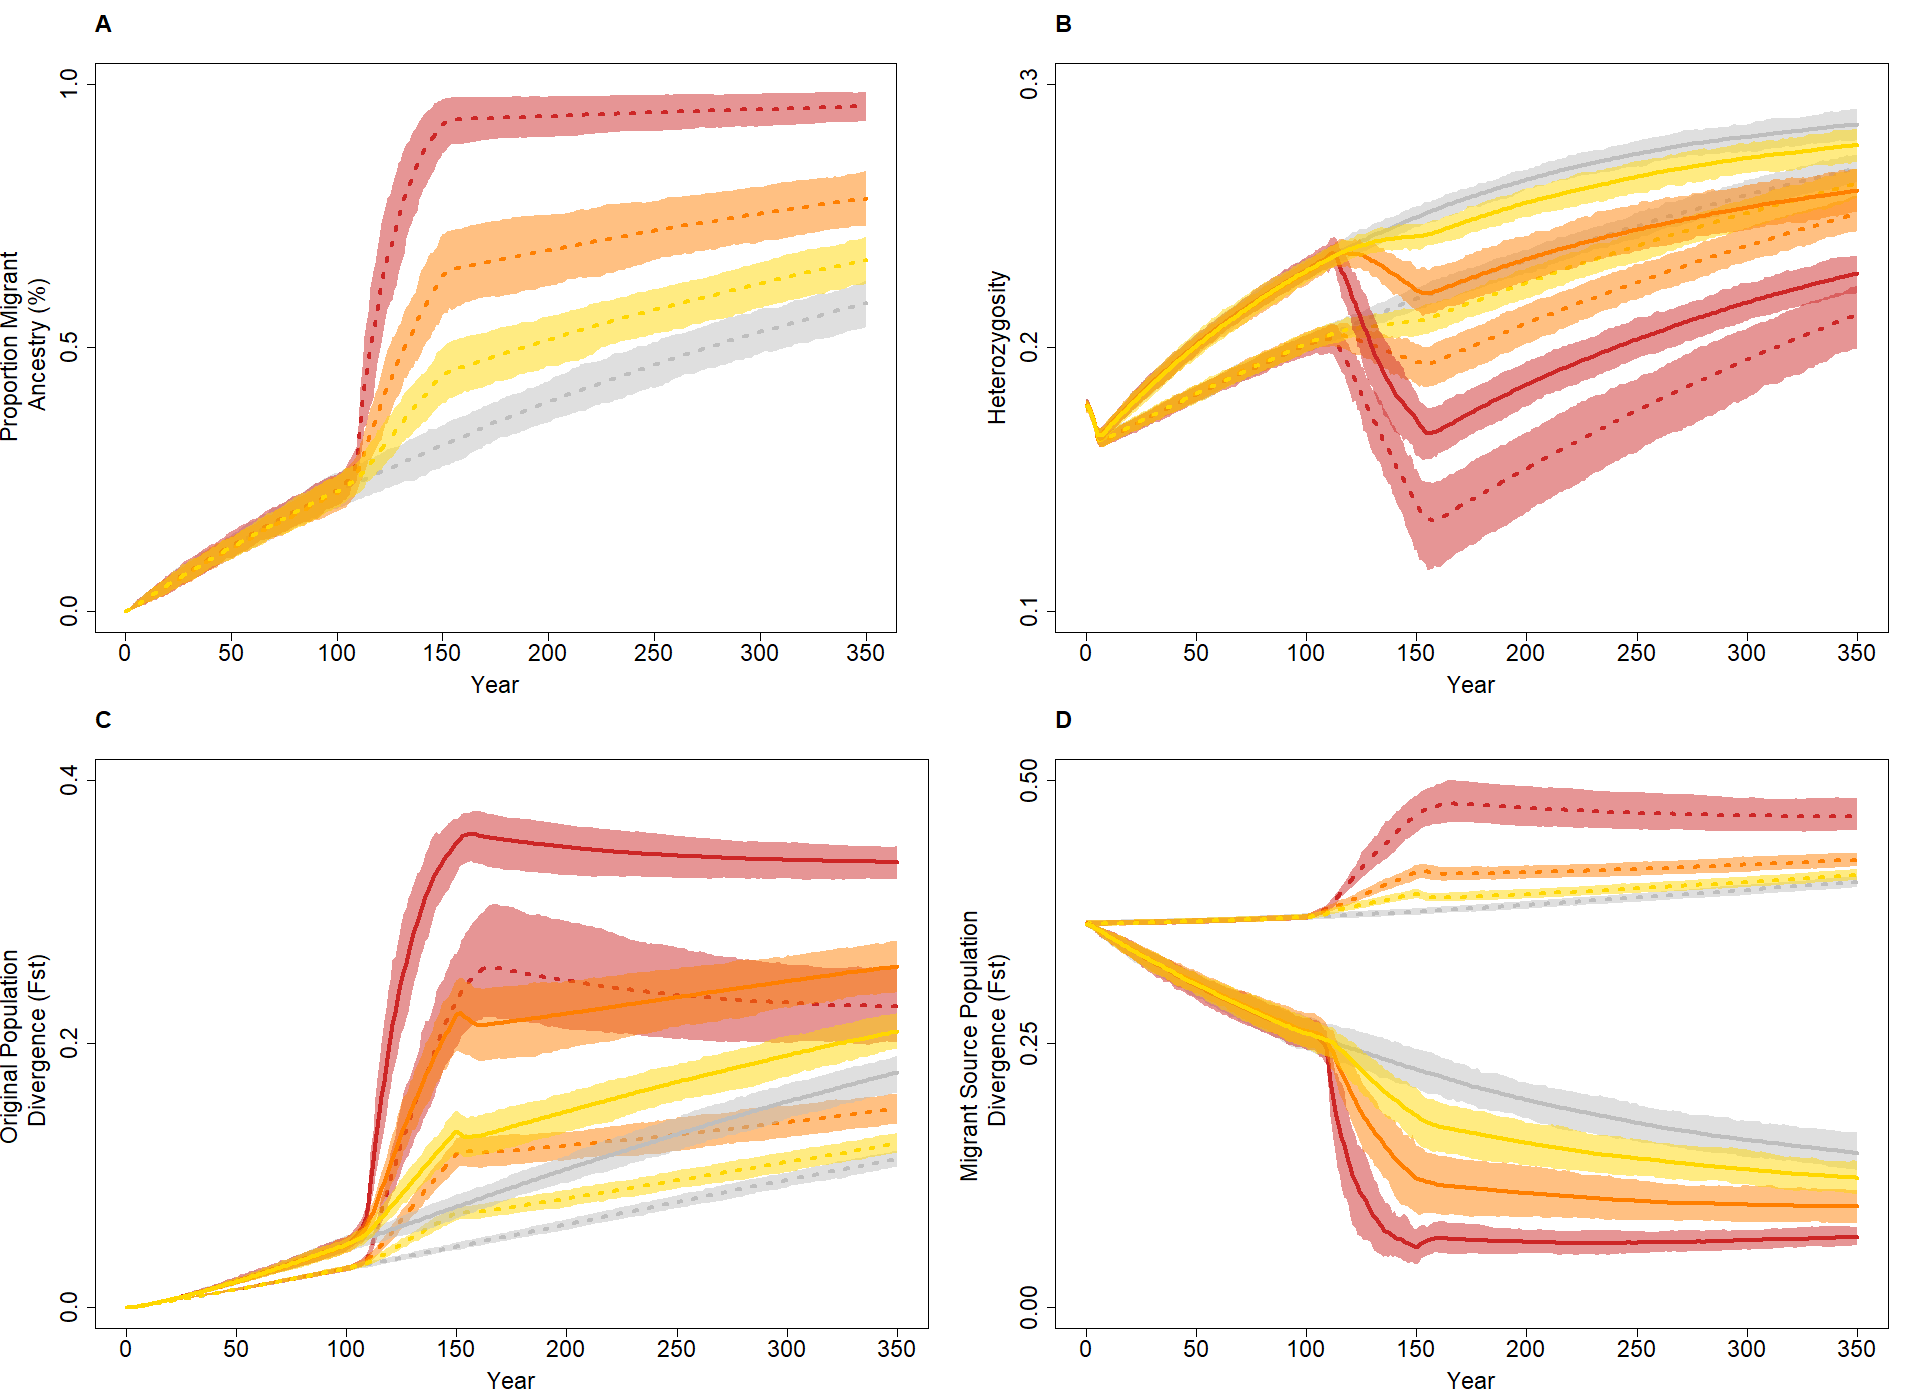 A
Proportion Migrant
Ancestry (%)
1.0
0.5
0.0
0 50 100 150 200 250 300 350
Year
B
Heterozygosity
0.3
0.2
0.1
0 50 100 150 200 250 300 350
Year
C
Original Population
Divergence (Fst)
0.4
0.2
0.0
0 50 100 150 200 250 300 350
Year
D
Migrant Source Population
Divergence (Fst)
0.50
0.25
0.00
0 50 100 150 200 250 300 350
Year